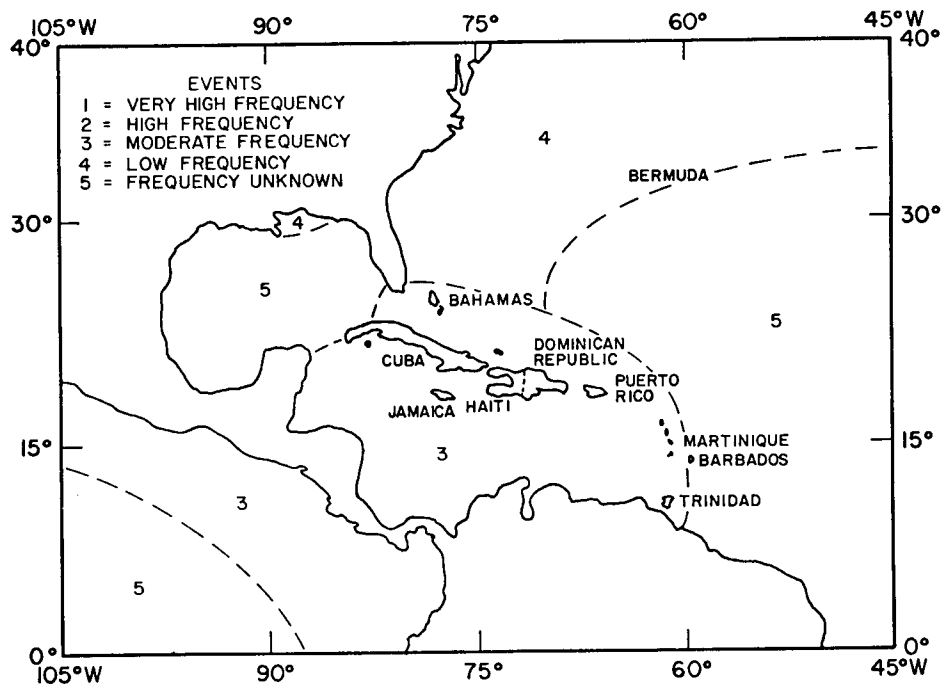 105°W 90° 75° 60° 45°W
40° 40°
EVENTS
1 = VERY HIGH FREQUENCY
2 = HIGH FREQUENCY
3 = MODERATE FREQUENCY
4 = LOW FREQUENCY
5 = FREQUENCY UNKNOWN
4
BERMUDA
30° 4 30°
5
BAHAMAS
5
DOMINICAN
REPUBLIC
CUBA
PUERTO
RICO
JAMAICA HAITI
15° 3 MARTINIQUE 15°
BARBADOS
3 TRINIDAD
5
0° 0°
105°W 90° 75° 60° 45°W